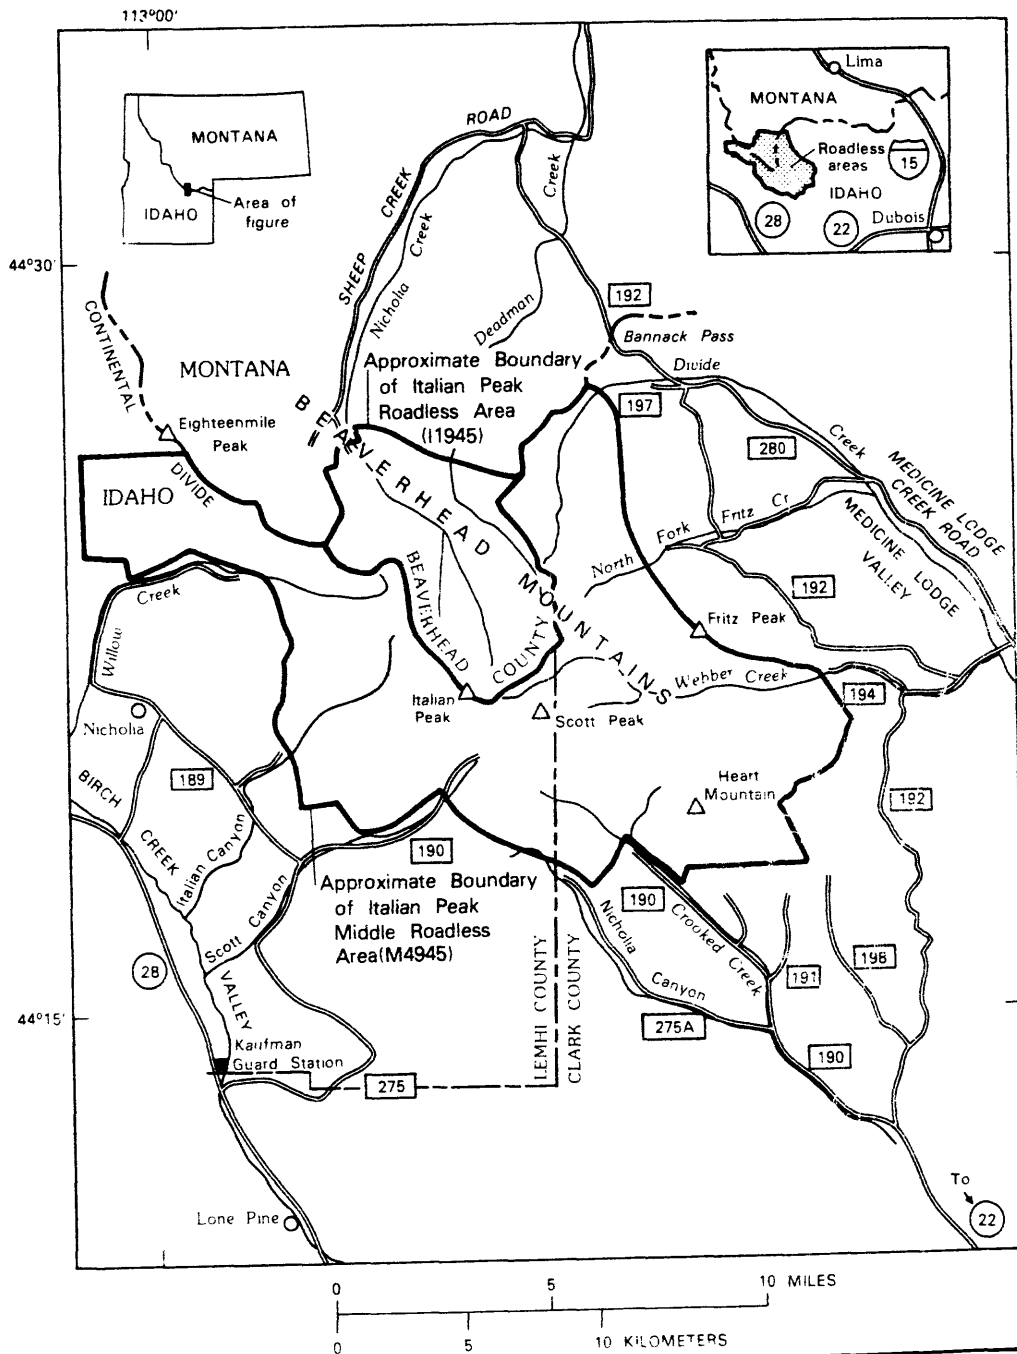 113°00'
44°30'
44°15'
MONTANA
IDAHO
Area of
figure
Lima
MONTANA
Roadless
areas
15
IDAHO
28
22
Dubois
SHEEP CREEK ROAD
Nicholia Creek
Creek
Deadman
192
Bannack Pass
Divide
Creek
CONTINENTAL
DIVIDE
MONTANA
Approximate Boundary
of Italian Peak
Roadless Area
(I1945)
197
280
Eighteenmile
Peak
IDAHO
BEAVERHEAD MOUNTAINS
MEDICINE LODGE
CREEK ROAD
MEDICINE LODGE
VALLEY
North Fork Fritz Cr
192
BEAVERHEAD
COUNTY
Fritz Peak
Willow Creek
Italian
Peak
Scott Peak
Webber Creek
194
Nicholia
189
Heart
Mountain
192
BIRCH
CREEK
VALLEY
Italian Canyon
Scott Canyon
190
Approximate Boundary
of Italian Peak
Middle Roadless
Area(M4945)
190
Nicholia
Canyon
Crooked Creek
191
198
28
LEMHI COUNTY
CLARK COUNTY
275A
190
Kaufman
Guard Station
275
Lone Pine
To
22
0 5 10 MILES
0 5 10 KILOMETERS